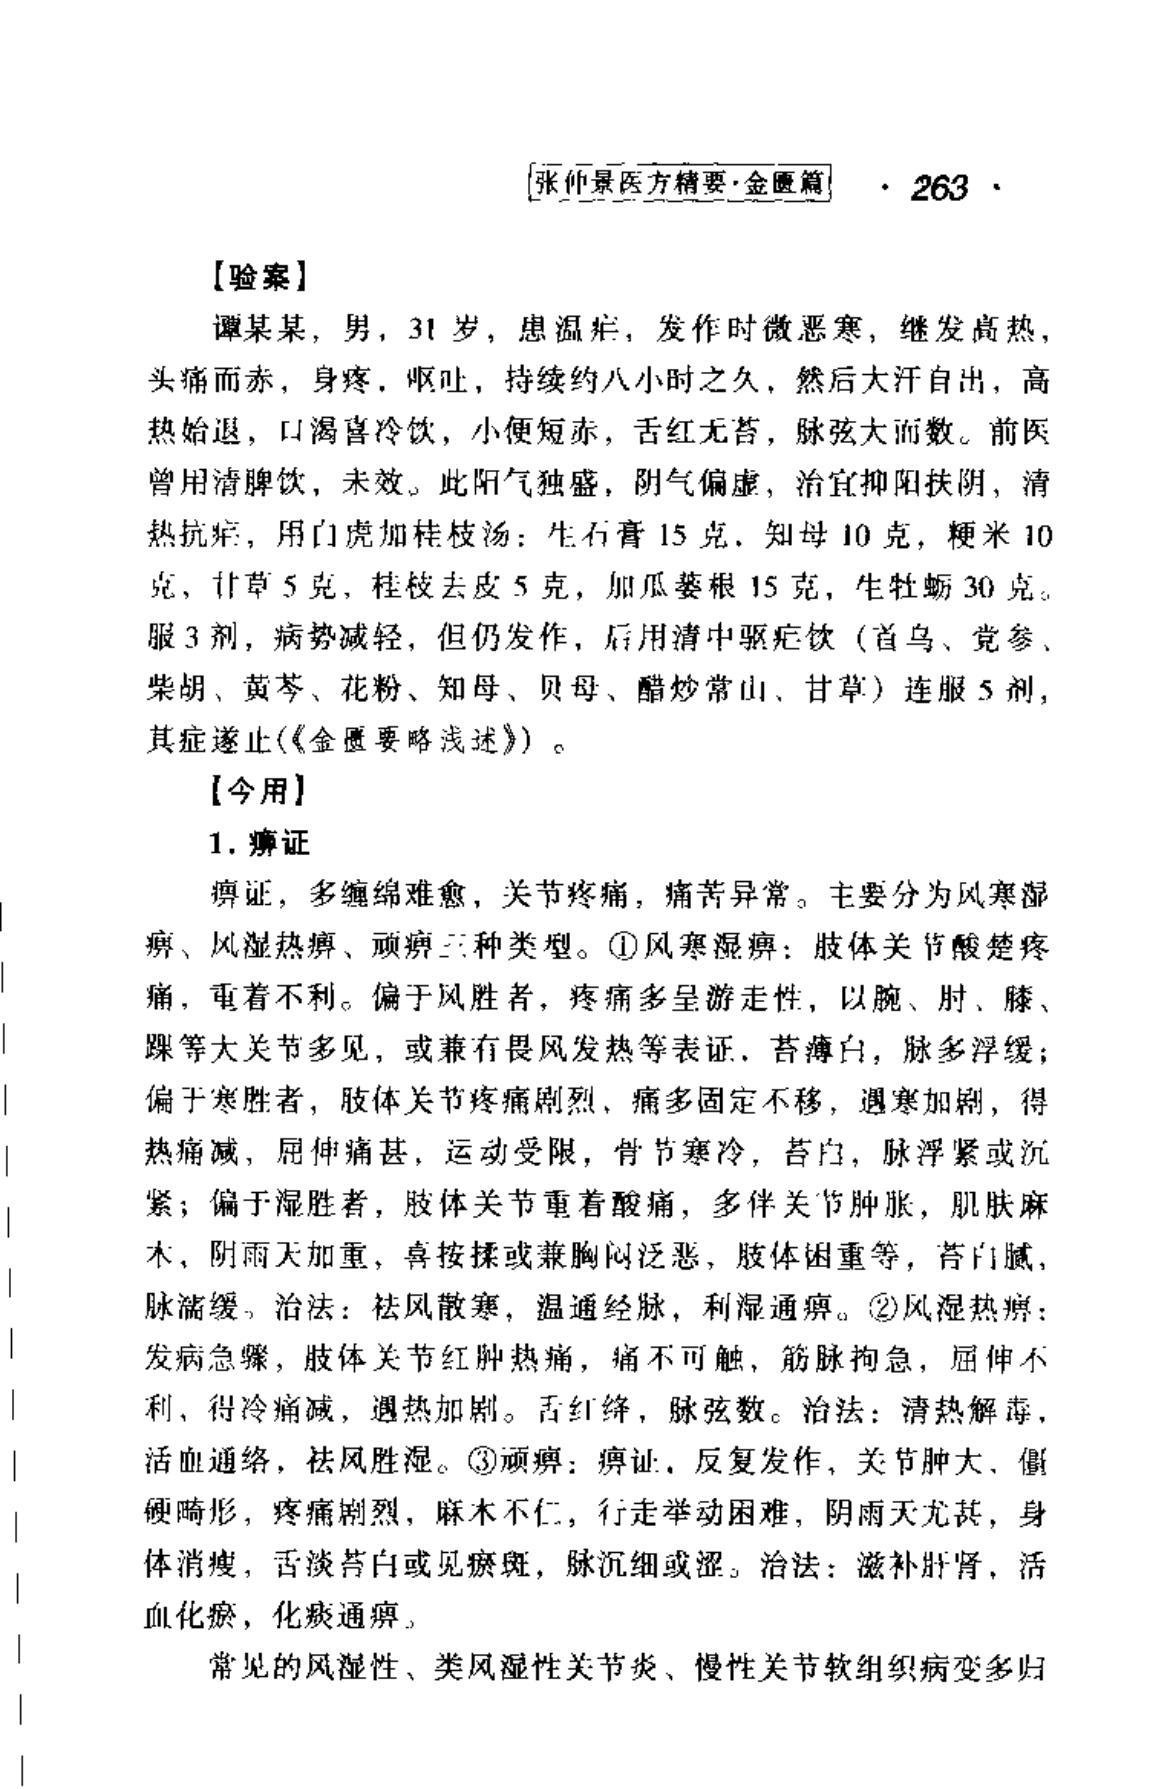 张仲景医方精要·金匮篇 · 263 ·
【验案】
谭某某，男，31 岁，患温疟，发作时微恶寒，继发高热，
头痛面赤，身疼，呕吐，持续约八小时之久，然后大汗自出，高
热始退，口渴喜冷饮，小便短赤，舌红无苔，脉弦大而数。前医
曾用清脾饮，未效。此阳气独盛，阴气偏虚，治宜抑阳扶阴，清
热抗疟，用白虎加桂枝汤：生石膏 15 克，知母 10 克，粳米 10
克，甘草 5 克，桂枝去皮 5 克，加瓜蒌根 15 克，生牡蛎 30 克。
服 3 剂，病势减轻，但仍发作，后用清中驱疟饮（首乌、党参、
柴胡、黄芩、花粉、知母、贝母、醋炒常山、甘草）连服 5 剂，
其症遂止(《金匮要略浅述》) 。
【今用】
1. 痹证
痹证，多缠绵难愈，关节疼痛，痛苦异常。主要分为风寒湿
痹、风湿热痹、顽痹三种类型。①风寒湿痹：肢体关节酸楚疼
痛，重着不利。偏于风胜者，疼痛多呈游走性，以腕、肘、膝、
踝等大关节多见，或兼有畏风发热等表证，苔薄白，脉多浮缓；
偏于寒胜者，肢体关节疼痛剧烈，痛多固定不移，遇寒加剧，得
热痛减，屈伸痛甚，运动受限，骨节寒冷，苔白，脉浮紧或沉
紧；偏于湿胜者，肢体关节重着酸痛，多伴关节肿胀，肌肤麻
木，阴雨天加重，喜按揉或兼胸闷泛恶，肢体困重等，苔白腻，
脉濡缓。治法：祛风散寒，温通经脉，利湿通痹。②风湿热痹：
发病急骤，肢体关节红肿热痛，痛不可触，筋脉拘急，屈伸不
利，得冷痛减，遇热加剧。舌红绛，脉弦数。治法：清热解毒，
活血通络，祛风胜湿。③顽痹：痹证，反复发作，关节肿大，僵
硬畸形，疼痛剧烈，麻木不仁，行走举动困难，阴雨天尤甚，身
体消瘦，舌淡苔白或见瘀斑，脉沉细或涩。治法：滋补肝肾，活
血化瘀，化痰通痹。
常见的风湿性、类风湿性关节炎、慢性关节软组织病变多归